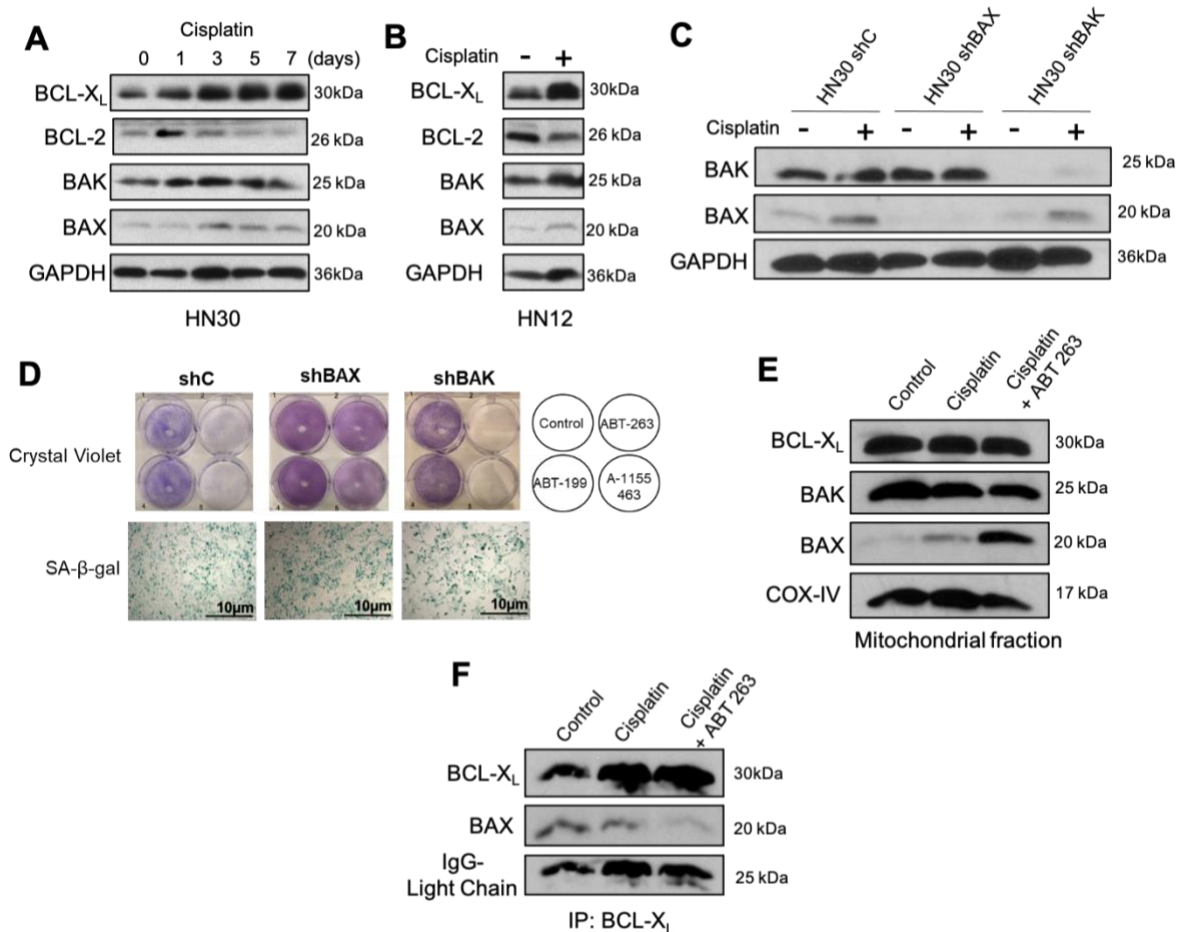 A
Cisplatin
0 1 3 5 7 (days)
BCL-XL 30kDa
BCL-2 26 kDa
BAK 25 kDa
BAX 20 kDa
GAPDH 36kDa
HN30
B
Cisplatin - +
BCL-XL 30kDa
BCL-2 26 kDa
BAK 25 kDa
BAX 20 kDa
GAPDH 36kDa
HN12
C
HN30 shC HN30 shBAX HN30 shBAK
Cisplatin - + - + - +
BAK 25 kDa
BAX 20 kDa
GAPDH 36kDa
D
shC shBAX shBAK
Crystal Violet
Control ABT-263
ABT-199 A-1155
463
SA-β-gal
10μm 10μm 10μm
E
Control Cisplatin Cisplatin
+ ABT 263
BCL-XL 30kDa
BAK 25 kDa
BAX 20 kDa
COX-IV 17 kDa
Mitochondrial fraction
F
Control Cisplatin Cisplatin
+ ABT 263
BCL-XL 30kDa
BAX 20 kDa
IgG-
Light Chain 25 kDa
IP: BCL-XL